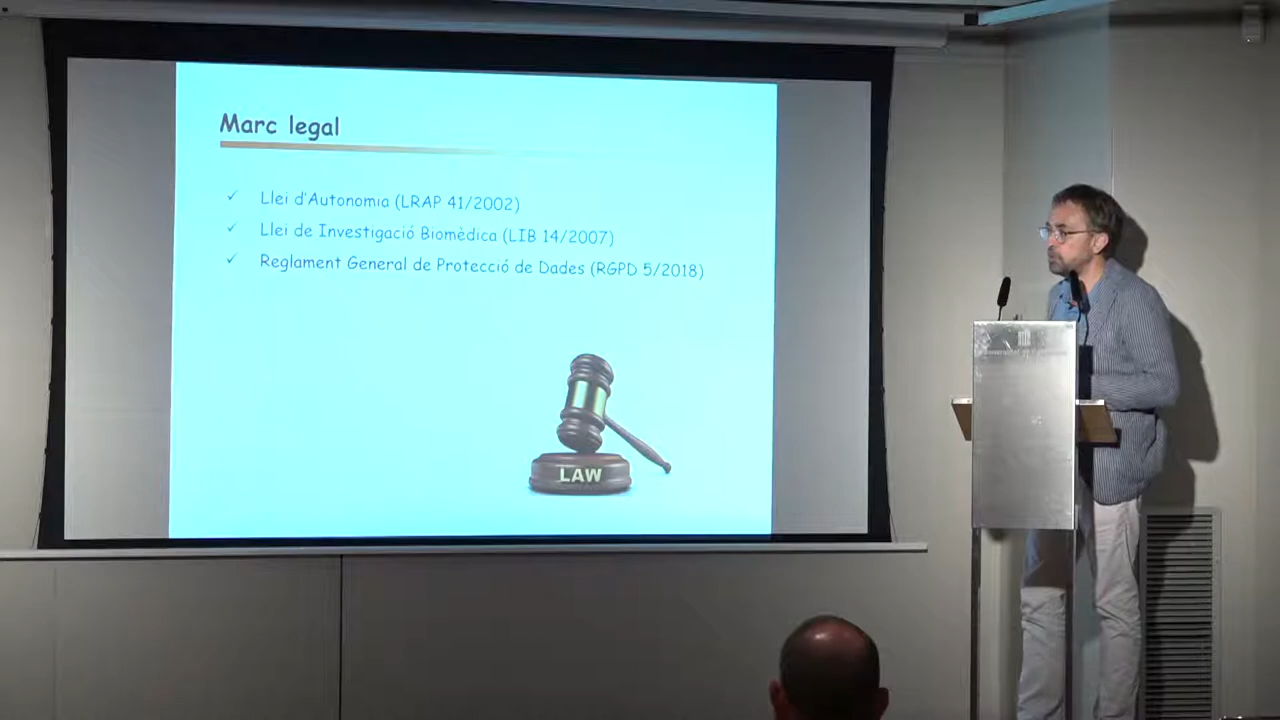 Marc legal
✓ Llei d'Autonomia (LRAP 41/2002)
✓ Llei de Investigació Biomèdica (LIB 14/2007)
✓ Reglament General de Protecció de Dades (RGPD 5/2018)
LAW